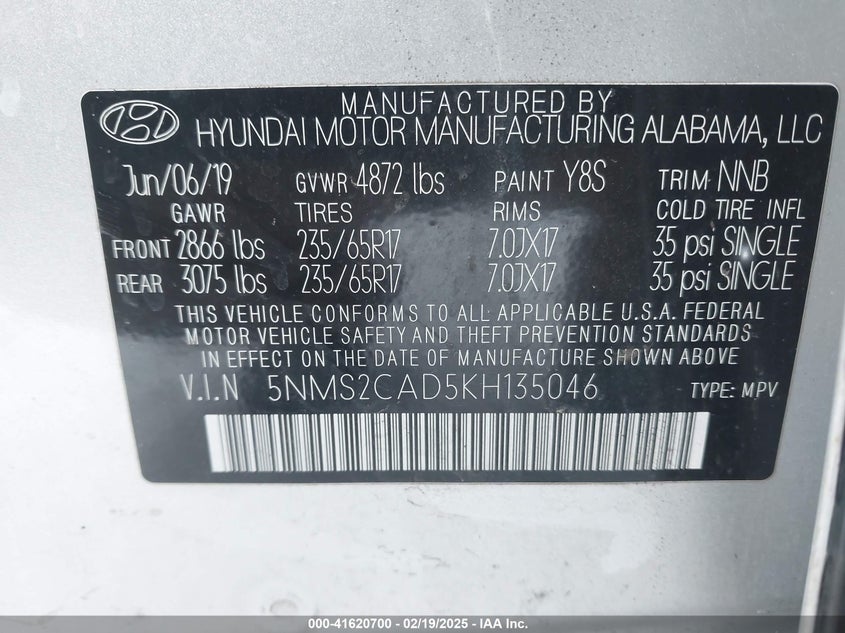 MANUFACTURED BY
HYUNDAI MOTOR MANUFACTURING ALABAMA, LLC
Jun/06/19 GVWR 4872 lbs PAINT Y8S TRIM NNB
GAWR TIRES RIMS COLD TIRE INFL
FRONT 2866 lbs 235/65R17 7.0JX17 35 psi SINGLE
REAR 3075 lbs 235/65R17 7.0JX17 35 psi SINGLE
THIS VEHICLE CONFORMS TO ALL APPLICABLE U.S.A. FEDERAL
MOTOR VEHICLE SAFETY AND THEFT PREVENTION STANDARDS
IN EFFECT ON THE DATE OF MANUFACTURE SHOWN ABOVE
V.I.N 5NMS2CAD5KH135046 TYPE: MPV
000-41620700 - 02/19/2025 - IAA Inc.